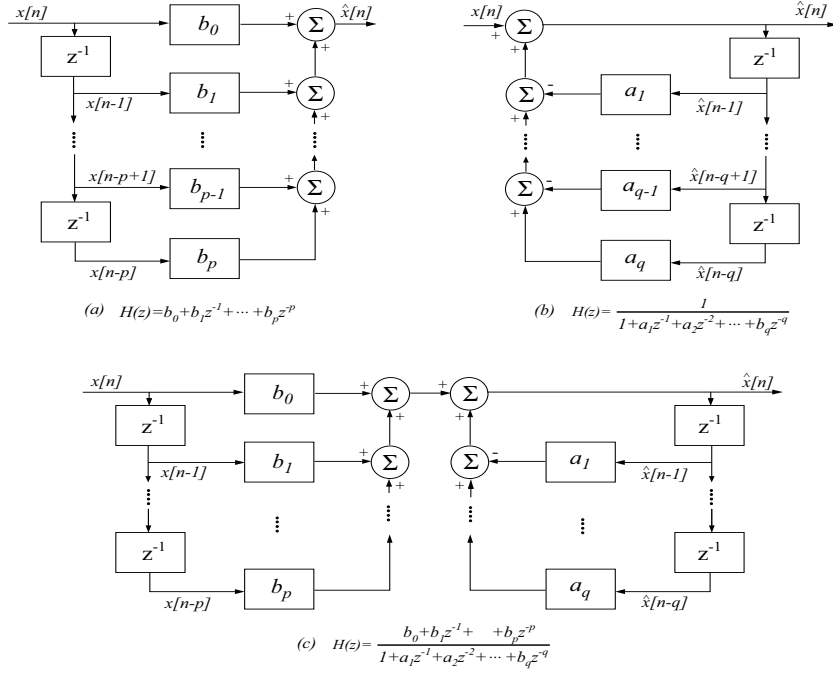 x[n] b0 + Σ x̂[n]
+
z-1
x[n-1] b1 + Σ
+
x[n-p+1] bp-1 + Σ
+
z-1
x[n-p] bp
(a) H(z)=b0+b1z-1+ ··· +bpz-p
x[n] + Σ x̂[n]
+
z-1
Σ - a1 x̂[n-1]
+
Σ - aq-1 x̂[n-q+1]
+
z-1
aq x̂[n-q]
(b) H(z)= 1
1+a1z-1+a2z-2+ ··· +bqz-q
x[n] b0 + Σ + Σ x̂[n]
+ +
z-1 z-1
x[n-1] b1 + Σ Σ - a1 x̂[n-1]
+ +
z-1 z-1
x[n-p] bp aq x̂[n-q]
(c) H(z)= b0+b1z-1+ +bpz-p
1+a1z-1+a2z-2+ ··· +bqz-q